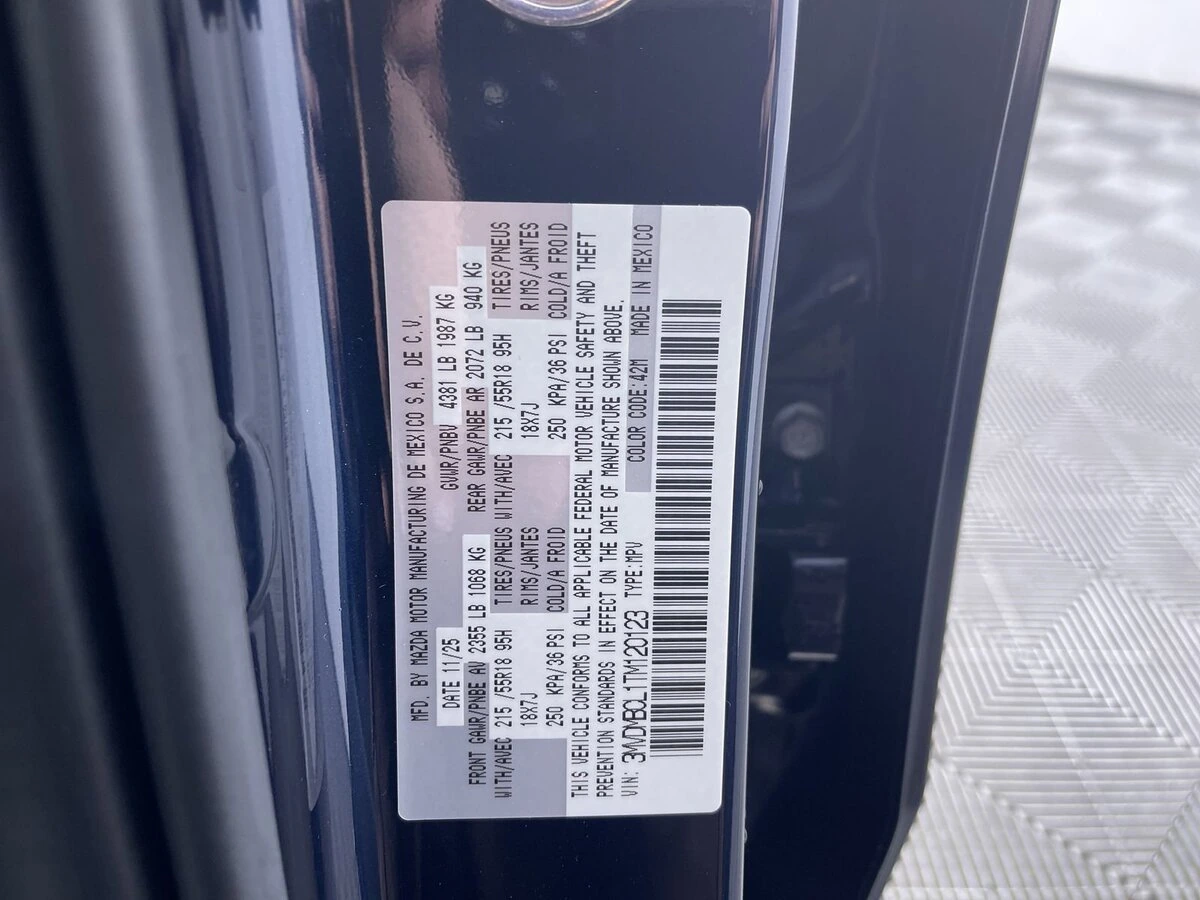 MFD. BY MAZDA MOTOR MANUFACTURING DE MEXICO S.A. DE C.V.
DATE 11/25 GVWR/PNBV 4381 LB 1987 KG
FRONT GAWR/PNBE AV 2355 LB 1068 KG REAR GAWR/PNBE AR 2072 LB 940 KG
WITH/AVEC 215 /55R18 95H TIRES/PNEUS WITH/AVEC 215 /55R18 95H TIRES/PNEUS
18X7J RIMS/JANTES 18X7J RIMS/JANTES
250 KPA/36 PSI COLD/A FROID 250 KPA/36 PSI COLD/A FROID
THIS VEHICLE CONFORMS TO ALL APPLICABLE FEDERAL MOTOR VEHICLE SAFETY AND THEFT
PREVENTION STANDARDS IN EFFECT ON THE DATE OF MANUFACTURE SHOWN ABOVE.
VIN: 3MVDMBCL1TM120123 TYPE:MPV COLOR CODE:42M MADE IN MEXICO